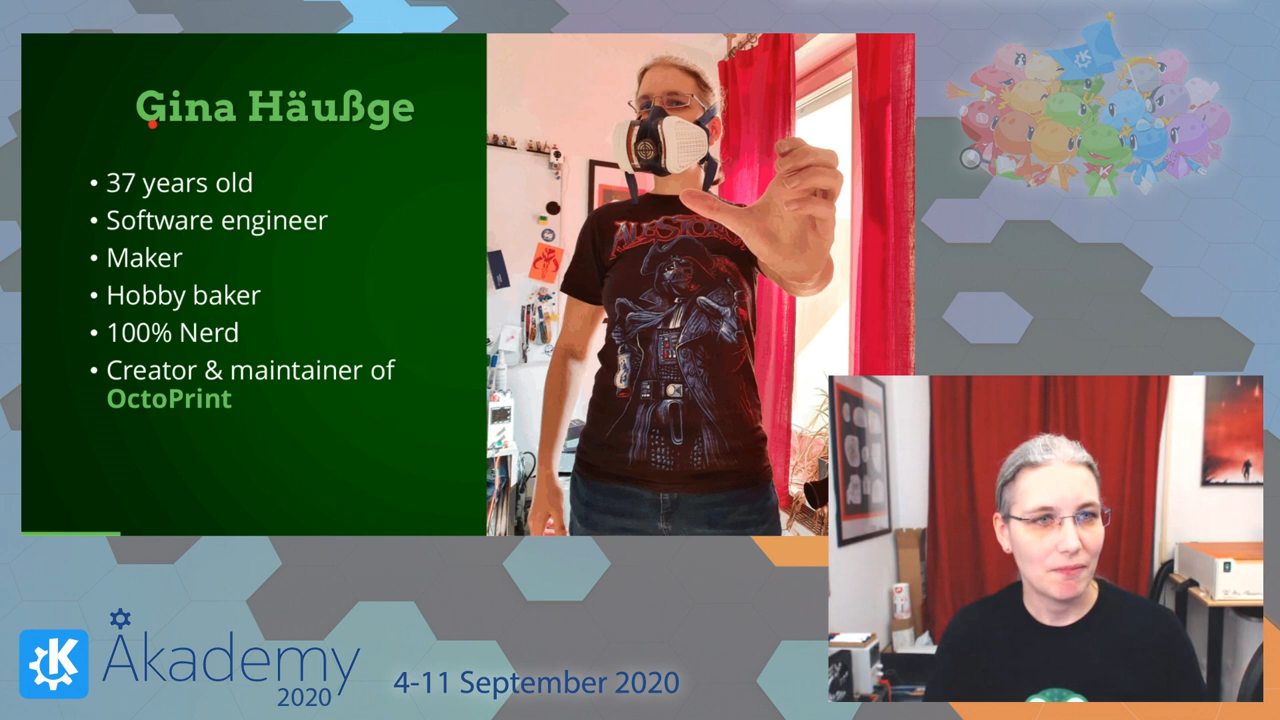 Gina Häußge
• 37 years old
• Software engineer
• Maker
• Hobby baker
• 100% Nerd
• Creator & maintainer of
OctoPrint
ALESTORM
K
Akademy
2020
4-11 September 2020